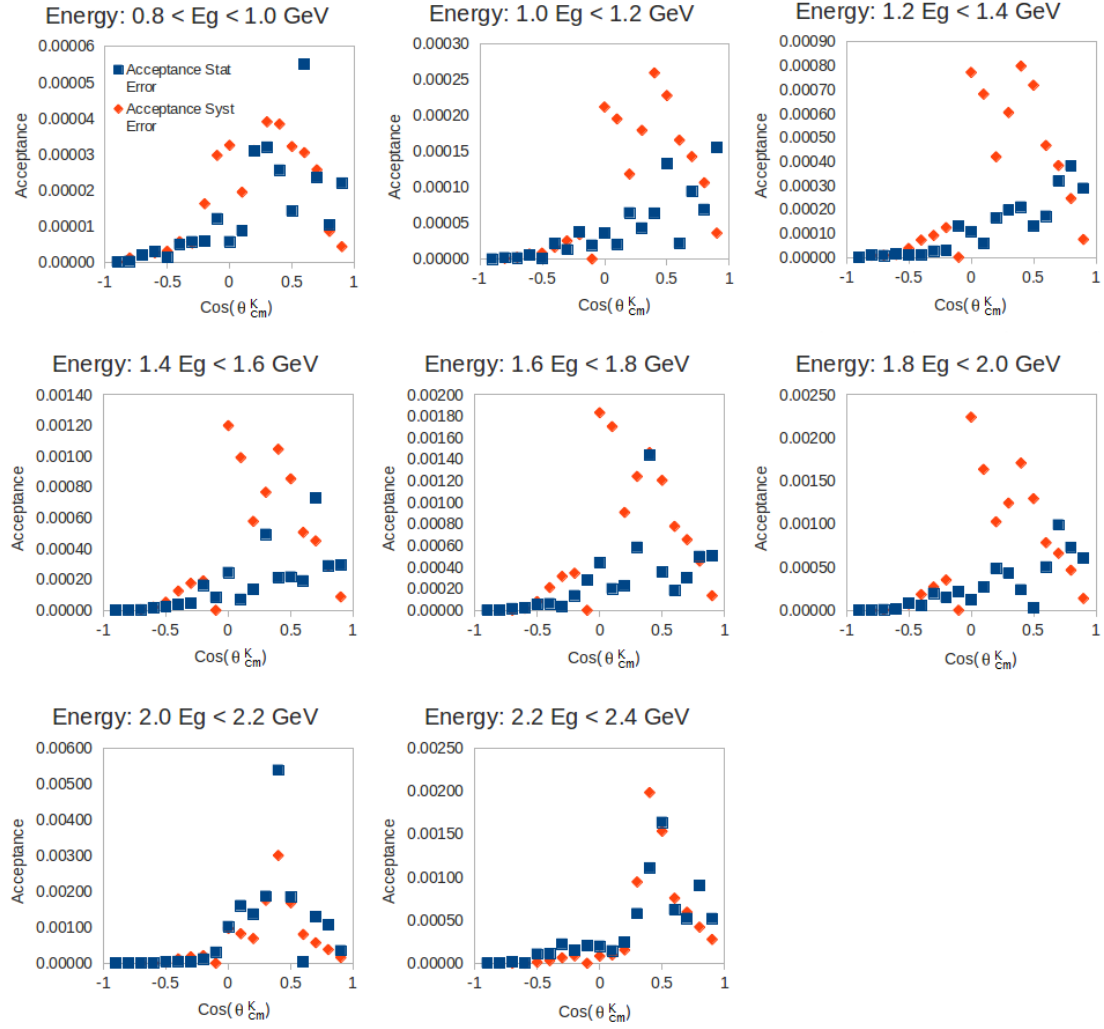 Energy: 0.8 < Eg < 1.0 GeV
0.00006
0.00005
0.00004
0.00003
0.00002
0.00001
0.00000
Acceptance
Acceptance Stat
Error
Acceptance Syst
Error
-1 -0.5 0 0.5 1
Cos( θ K cm )
Energy: 1.0 Eg < 1.2 GeV
0.00030
0.00025
0.00020
0.00015
0.00010
0.00005
0.00000
Acceptance
-1 -0.5 0 0.5 1
Cos( θ K cm )
Energy: 1.2 Eg < 1.4 GeV
0.00090
0.00080
0.00070
0.00060
0.00050
0.00040
0.00030
0.00020
0.00010
0.00000
Acceptance
-1 -0.5 0 0.5 1
Cos( θ K cm )
Energy: 1.4 Eg < 1.6 GeV
0.00140
0.00120
0.00100
0.00080
0.00060
0.00040
0.00020
0.00000
Acceptance
-1 -0.5 0 0.5 1
Cos( θ K cm )
Energy: 1.6 Eg < 1.8 GeV
0.00200
0.00180
0.00160
0.00140
0.00120
0.00100
0.00080
0.00060
0.00040
0.00020
0.00000
Acceptance
-1 -0.5 0 0.5 1
Cos( θ K cm )
Energy: 1.8 Eg < 2.0 GeV
0.00250
0.00200
0.00150
0.00100
0.00050
0.00000
Acceptance
-1 -0.5 0 0.5 1
Cos( θ K cm )
Energy: 2.0 Eg < 2.2 GeV
0.00600
0.00500
0.00400
0.00300
0.00200
0.00100
0.00000
Acceptance
-1 -0.5 0 0.5 1
Cos( θ K cm )
Energy: 2.2 Eg < 2.4 GeV
0.00250
0.00200
0.00150
0.00100
0.00050
0.00000
Acceptance
-1 -0.5 0 0.5 1
Cos( θ K cm )